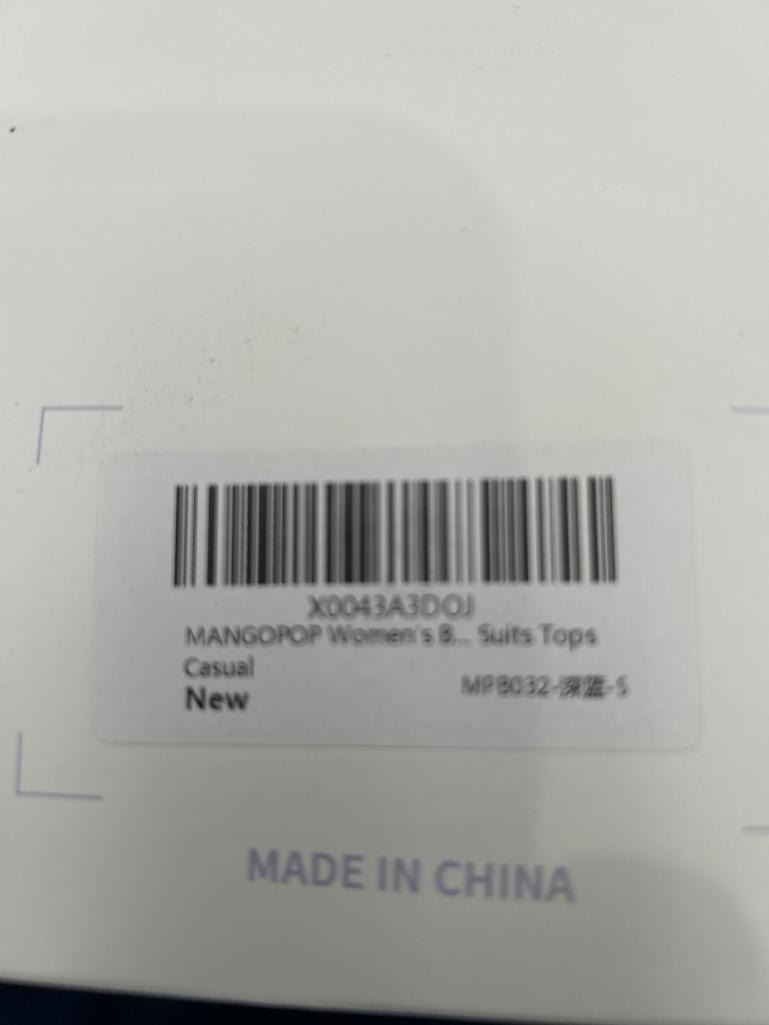 X0043A3DOJ
MANGOPOP Women's B... Suits Tops
Casual
New
MPB032-深蓝-S
MADE IN CHINA